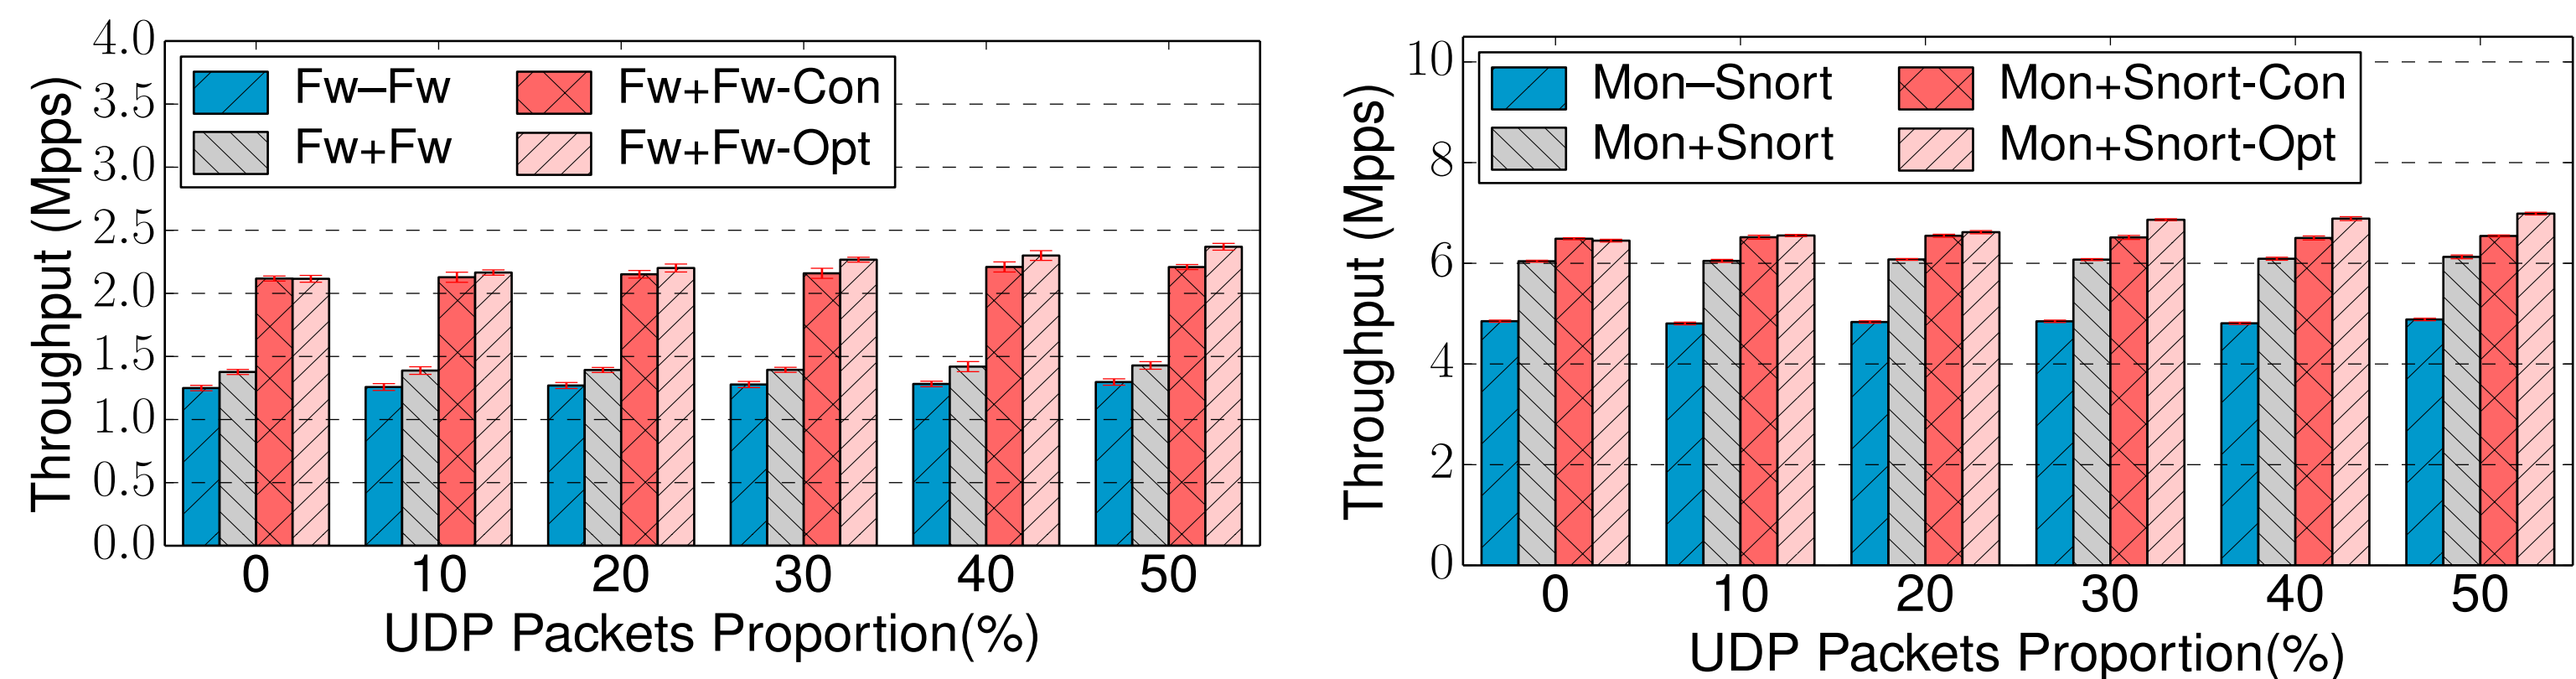 Throughput (Mpps)
4.0
3.5
3.0
2.5
2.0
1.5
1.0
0.5
0.0
Fw–Fw
Fw+Fw
Fw+Fw-Con
Fw+Fw-Opt
0 10 20 30 40 50
UDP Packets Proportion(%)
Throughput (Mpps)
10
8
6
4
2
0
Mon–Snort
Mon+Snort
Mon+Snort-Con
Mon+Snort-Opt
0 10 20 30 40 50
UDP Packets Proportion(%)